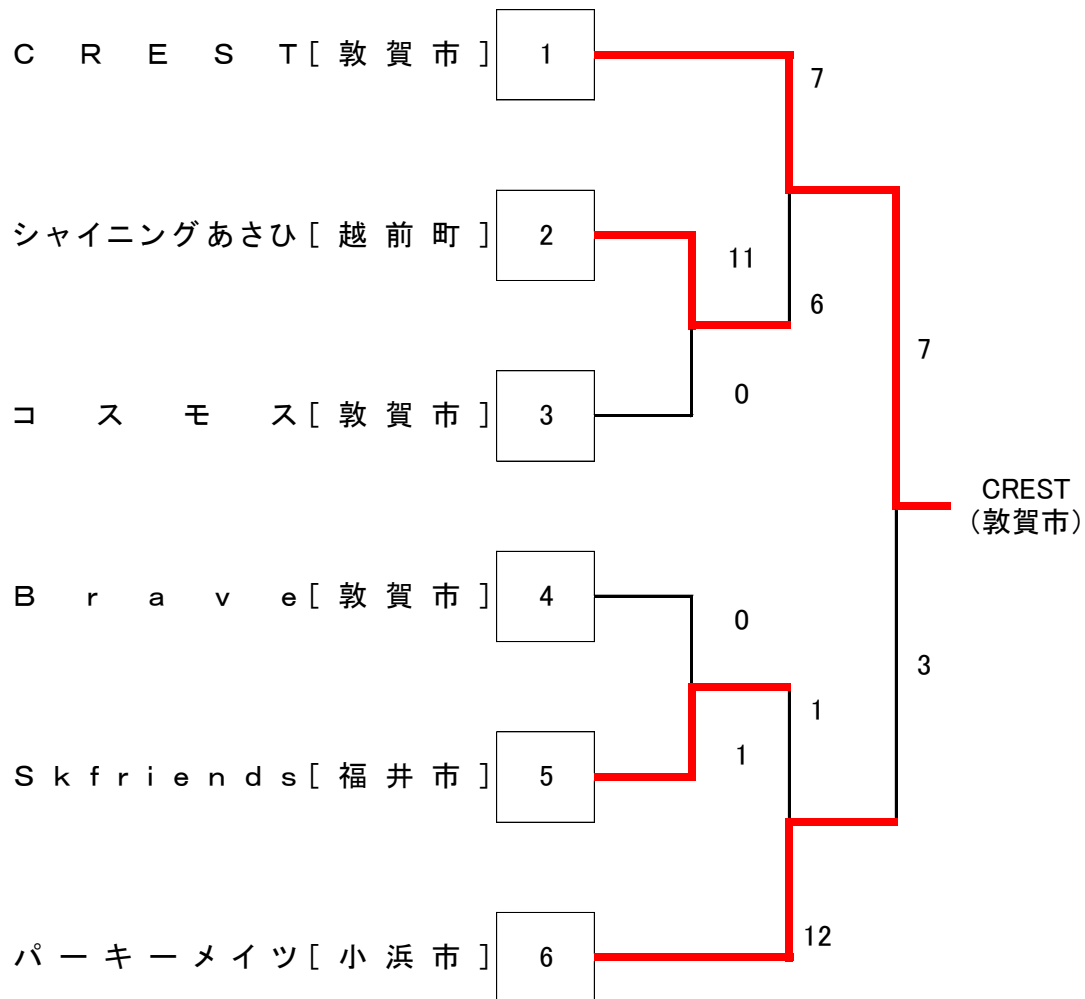 CREST[敦賀市] 1
7
シャイニングあさひ[越前町] 2
11
6
7
コスモス[敦賀市] 3
0
CREST
(敦賀市)
Brave[敦賀市] 4
0
3
1
Skfriends[福井市] 5
1
パーキーメイツ[小浜市] 6
12